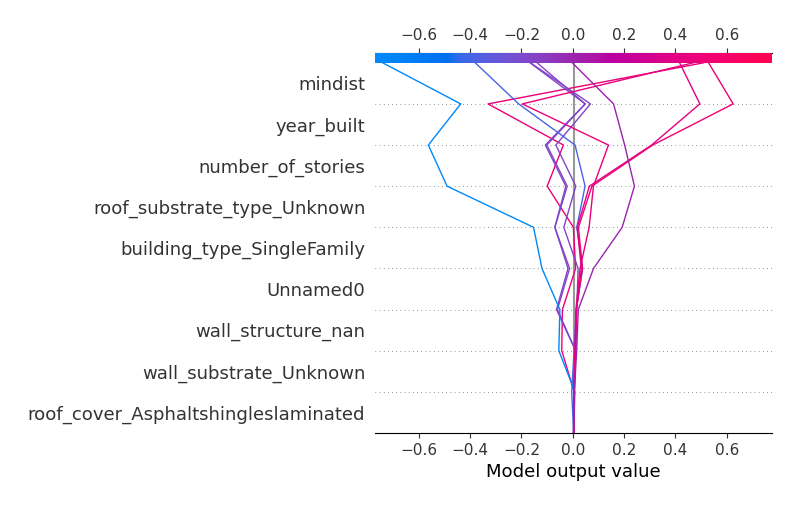 −0.6 −0.4 −0.2 0.0 0.2 0.4 0.6
mindist
year_built
number_of_stories
roof_substrate_type_Unknown
building_type_SingleFamily
Unnamed0
wall_structure_nan
wall_substrate_Unknown
roof_cover_Asphaltshingleslaminated
−0.6 −0.4 −0.2 0.0 0.2 0.4 0.6
Model output value